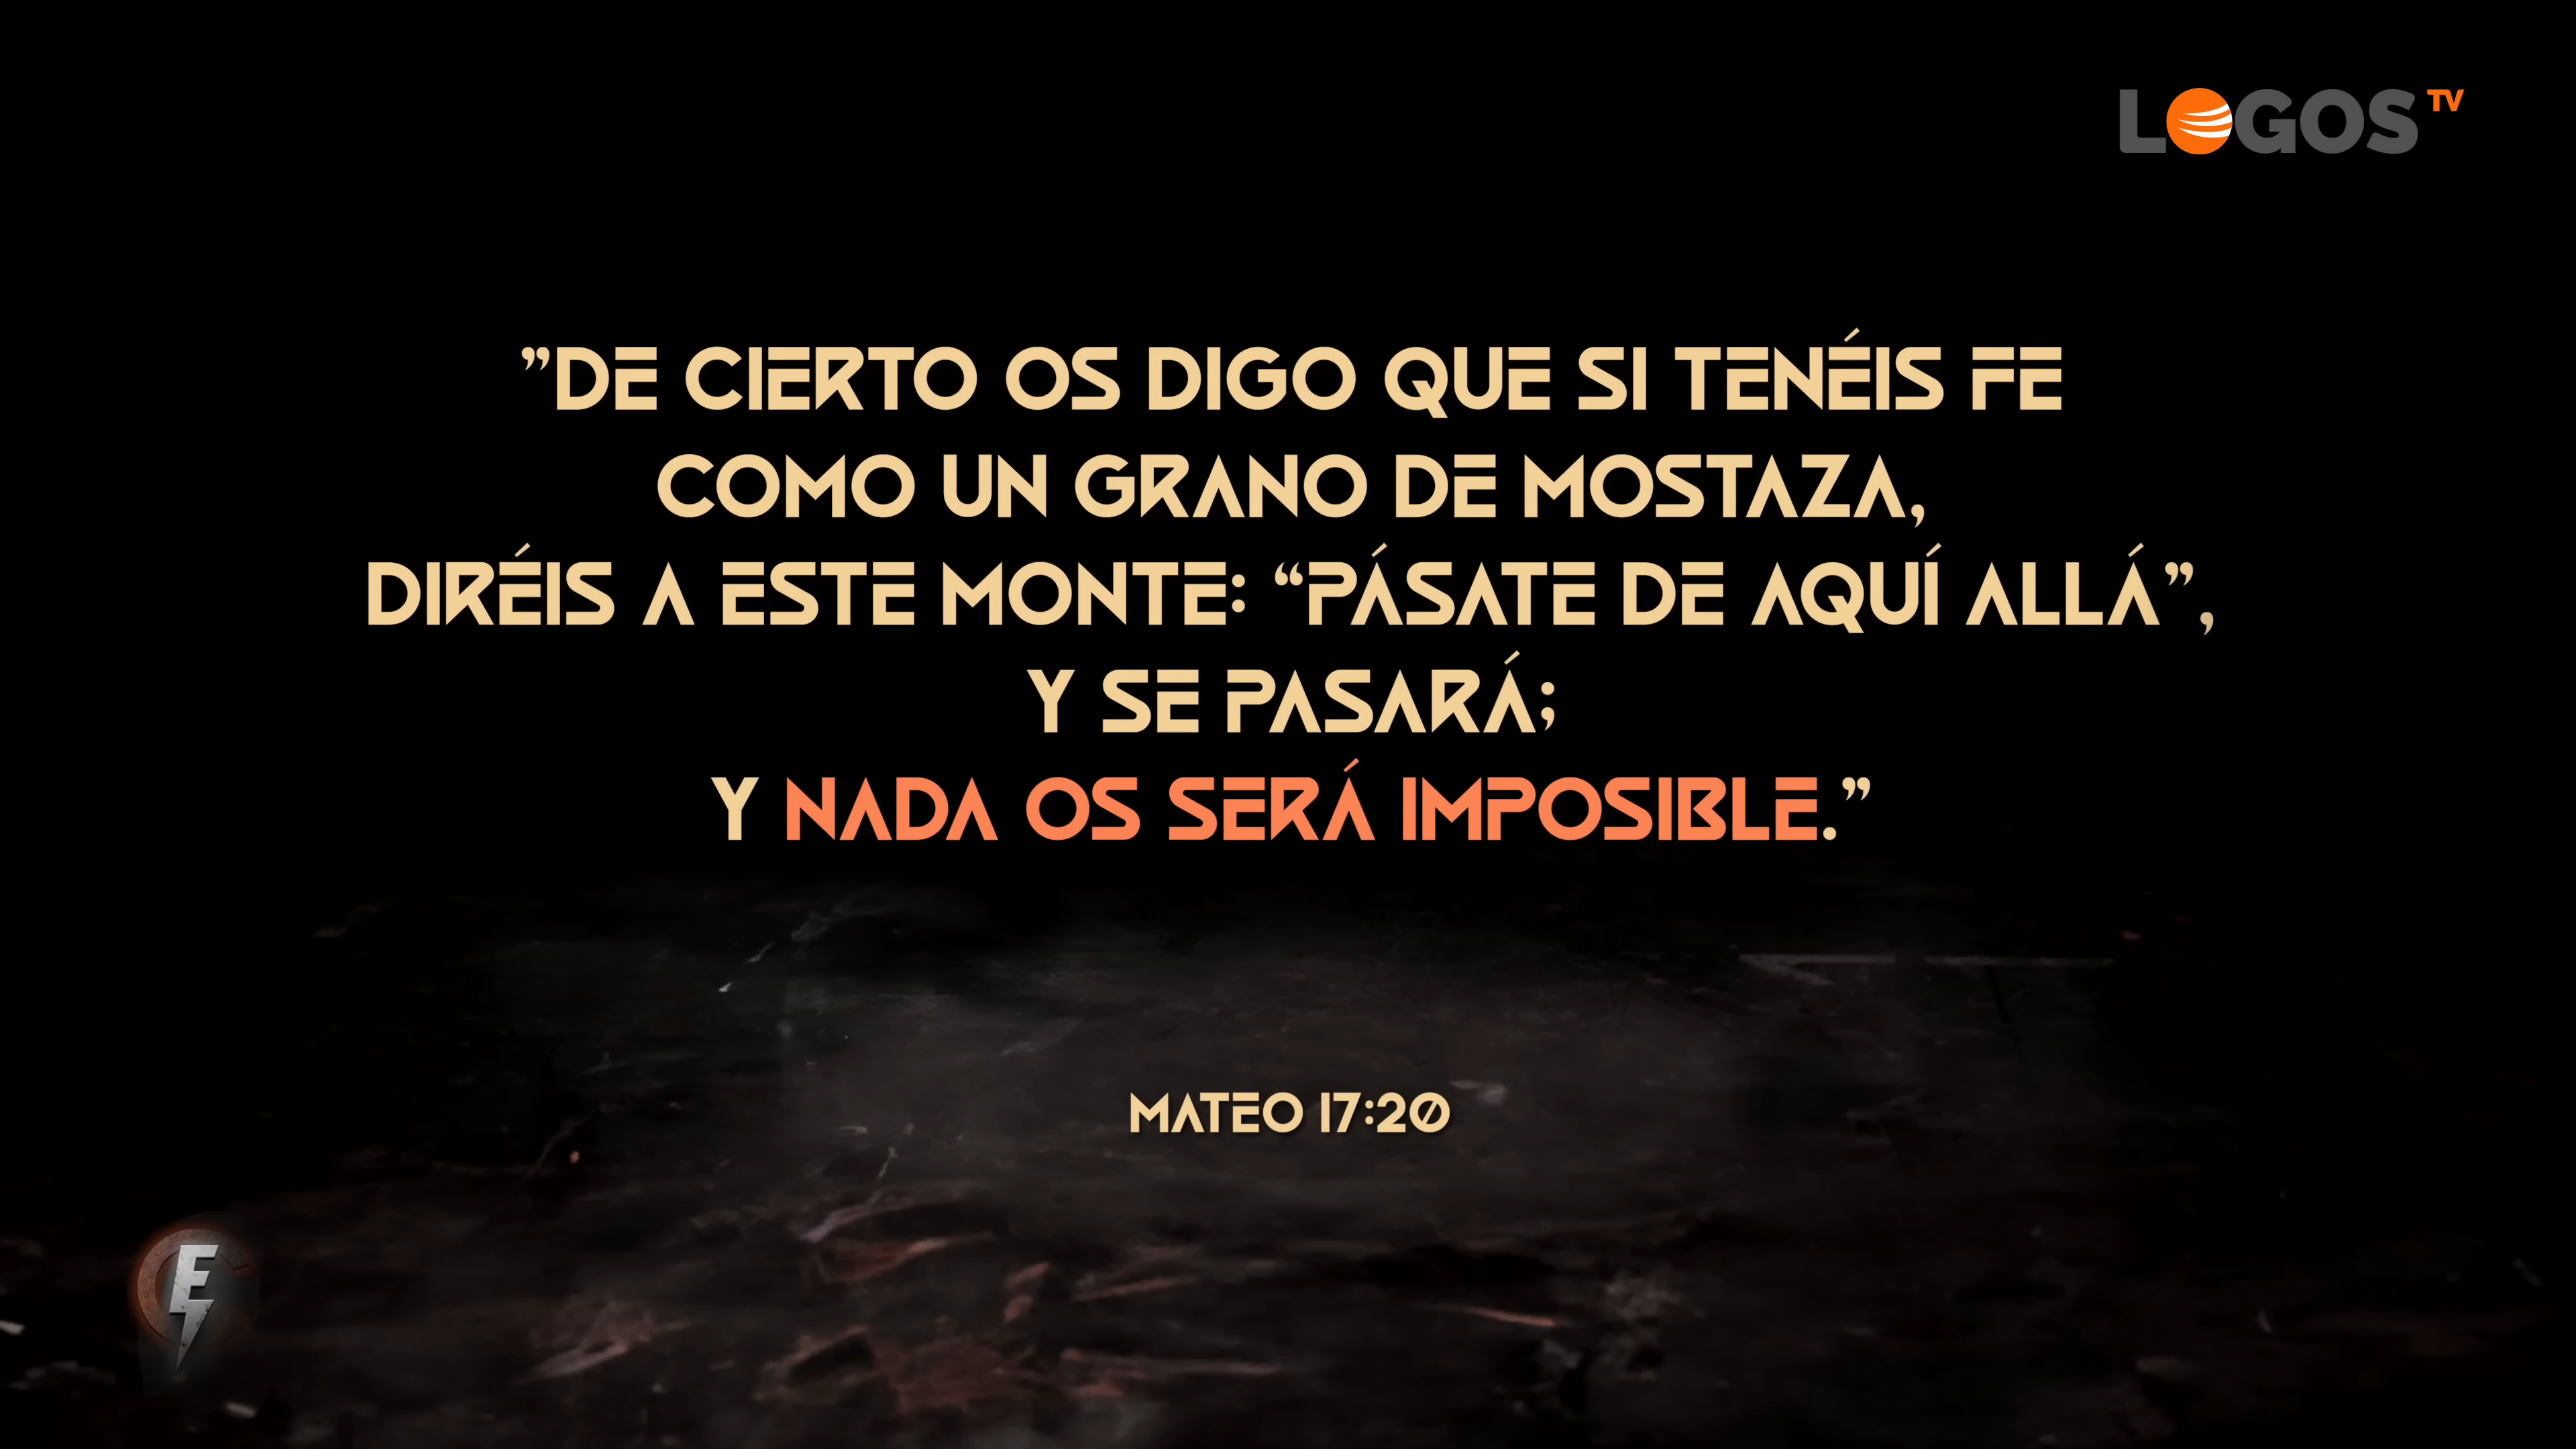 LOGOS TV
”DE CIERTO OS DIGO QUE SI TENÉIS FE
COMO UN GRANO DE MOSTAZA,
DIRÉIS A ESTE MONTE: “PÁSATE DE AQUÍ ALLÁ”,
Y SE PASARÁ;
Y NADA OS SERÁ IMPOSIBLE.”
MATEO 17:20
E